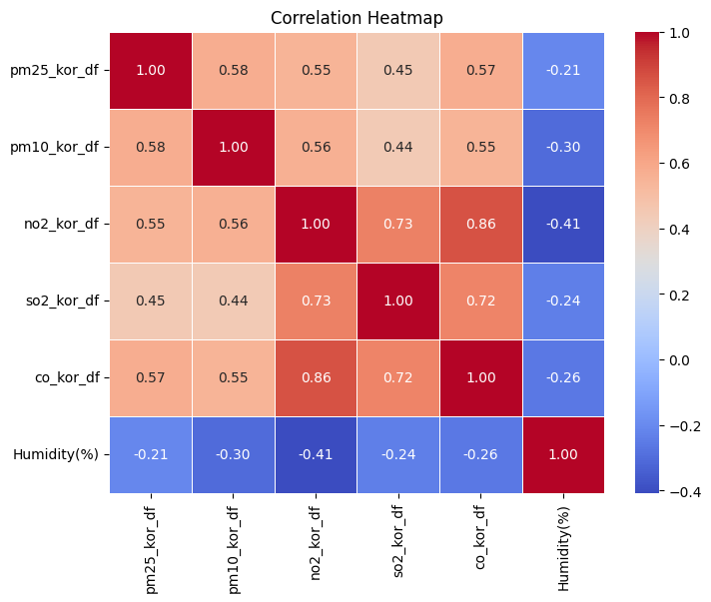 Correlation Heatmap
pm25_kor_df 1.00 0.58 0.55 0.45 0.57 -0.21
pm10_kor_df 0.58 1.00 0.56 0.44 0.55 -0.30
no2_kor_df 0.55 0.56 1.00 0.73 0.86 -0.41
so2_kor_df 0.45 0.44 0.73 1.00 0.72 -0.24
co_kor_df 0.57 0.55 0.86 0.72 1.00 -0.26
Humidity(%) -0.21 -0.30 -0.41 -0.24 -0.26 1.00
pm25_kor_df
pm10_kor_df
no2_kor_df
so2_kor_df
co_kor_df
Humidity(%)
1.0
0.8
0.6
0.4
0.2
0.0
−0.2
−0.4